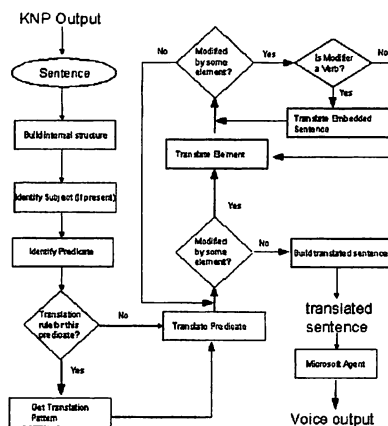 KNP Output
Sentence
Build internal structure
Identify Subject (if present)
Identify Predicate
Translation
rule for this
predicate?
No
Yes
Get Translation
Pattern
No
Modified
by some
element?
Yes
Is Modifier
a Verb?
No
Yes
Translate Embedded
Sentence
Translate Element
Yes
Modified
by some
element?
No
Build translated sentence
Translate Predicate
translated
sentence
Microsoft Agent
Voice output